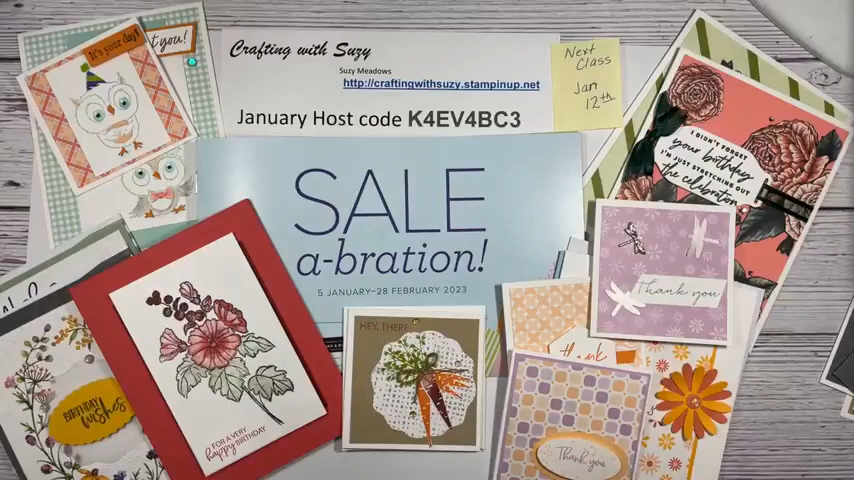 It's your day!
t you!
Crafting with Suzy
Suzy Meadows
http://craftingwithsuzy.stampinup.net
January Host code K4EV4BC3
Next
Class
Jan
12th
SALE
a-bration!
5 JANUARY–28 FEBRUARY 2023
I DIDN'T FORGET
your birthday
I'M JUST STRETCHING OUT
the celebration
Thank you
HEY, THERE
thank
BIRTHDAY
wishes
FOR A VERY
happy BIRTHDAY
Thank you